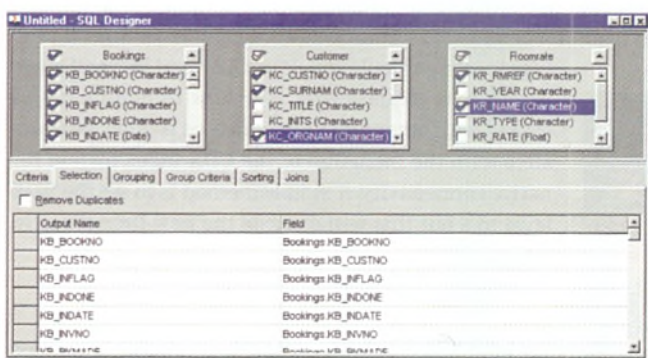 Untitled - SQL Designer
Bookings
KB_BOOKNO (Character)
KB_CUSTNO (Character)
KB_INFLAG (Character)
KB_INDONE (Character)
KB_INDATE (Date)
Customer
KC_CUSTNO (Character)
KC_SURNAM (Character)
KC_TITLE (Character)
KC_INITS (Character)
KC_ORGNAM (Character)
Roomrate
KR_RMREF (Character)
KR_YEAR (Character)
KR_NAME (Character)
KR_TYPE (Character)
KR_RATE (Float)
Criteria Selection Grouping Group Criteria Sorting Joins
Remove Duplicates
Output Name Field
KB_BOOKNO Bookings.KB_BOOKNO
KB_CUSTNO Bookings.KB_CUSTNO
KB_INFLAG Bookings.KB_INFLAG
KB_INDONE Bookings.KB_INDONE
KB_INDATE Bookings.KB_INDATE
KB_INVNO Bookings.KB_INVNO